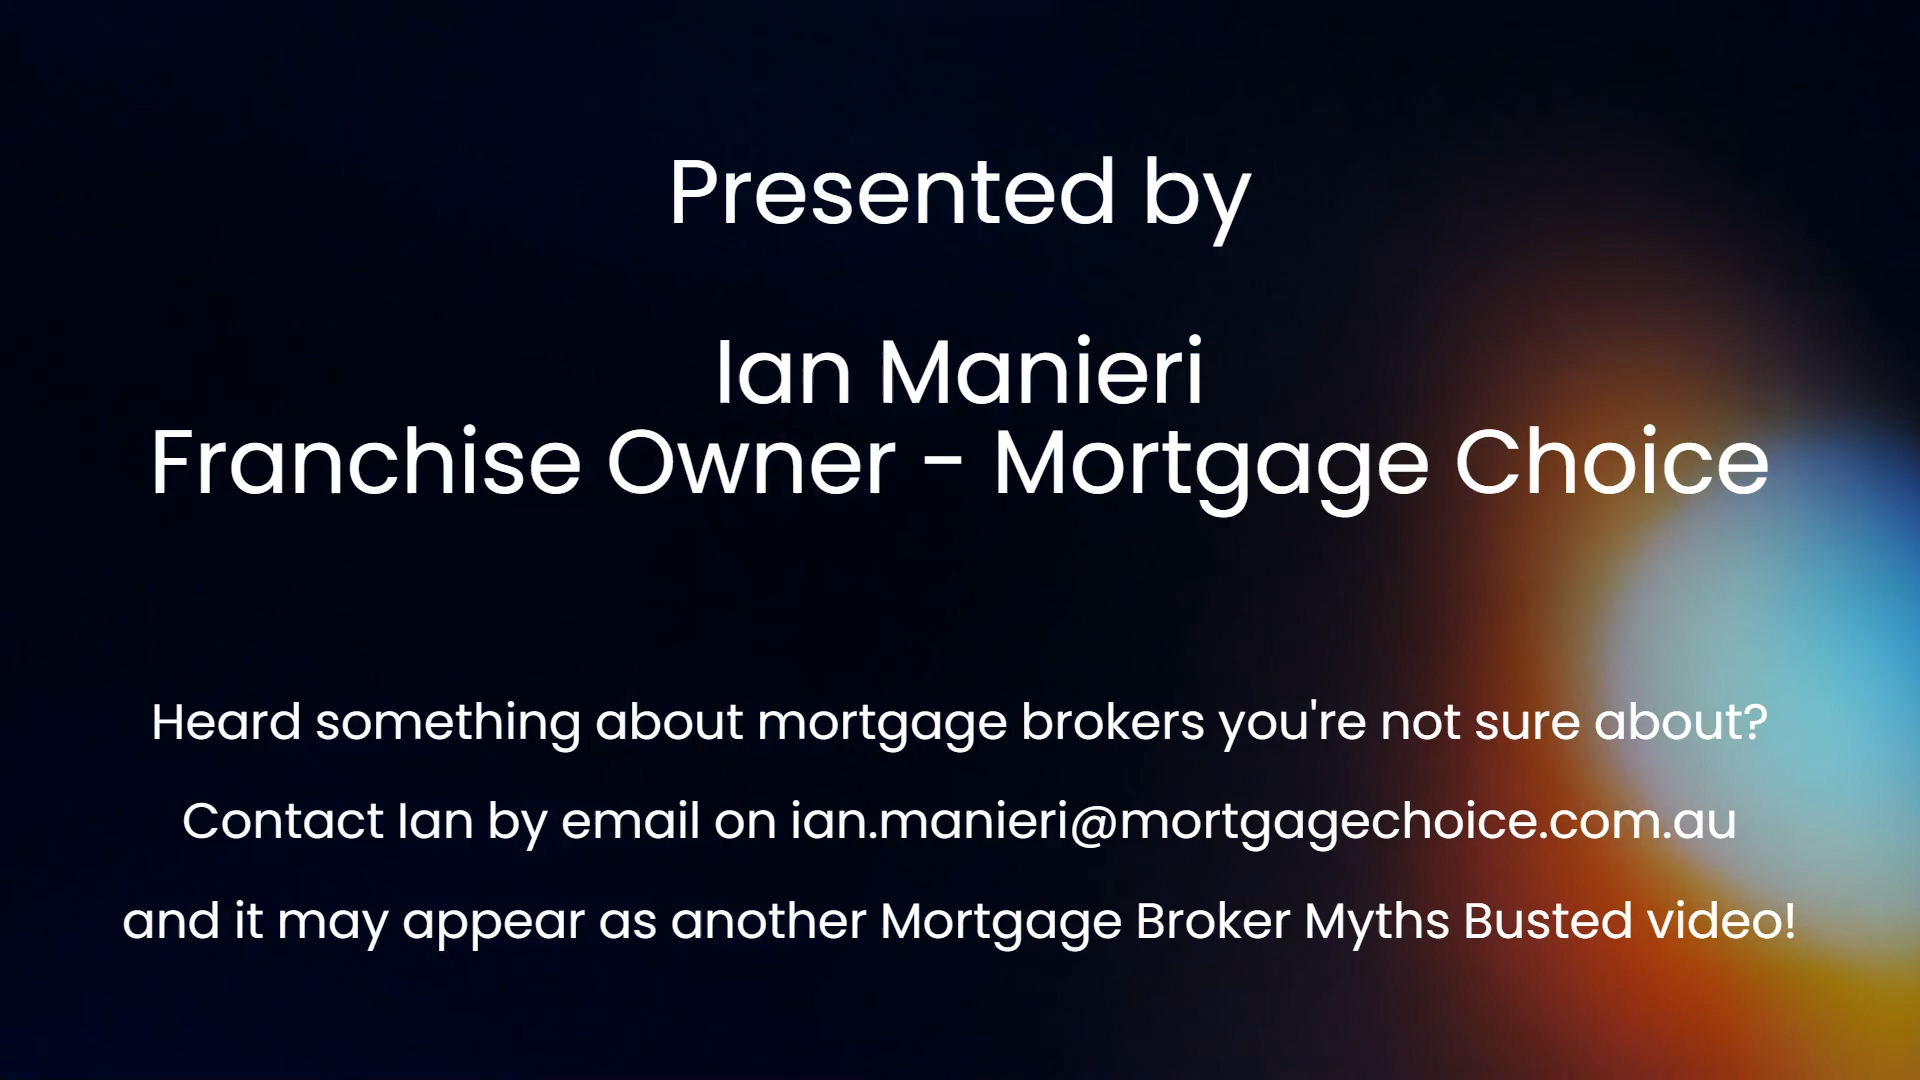 Presented by
Ian Manieri
Franchise Owner - Mortgage Choice
Heard something about mortgage brokers you're not sure about?
Contact Ian by email on ian.manieri@mortgagechoice.com.au
and it may appear as another Mortgage Broker Myths Busted video!